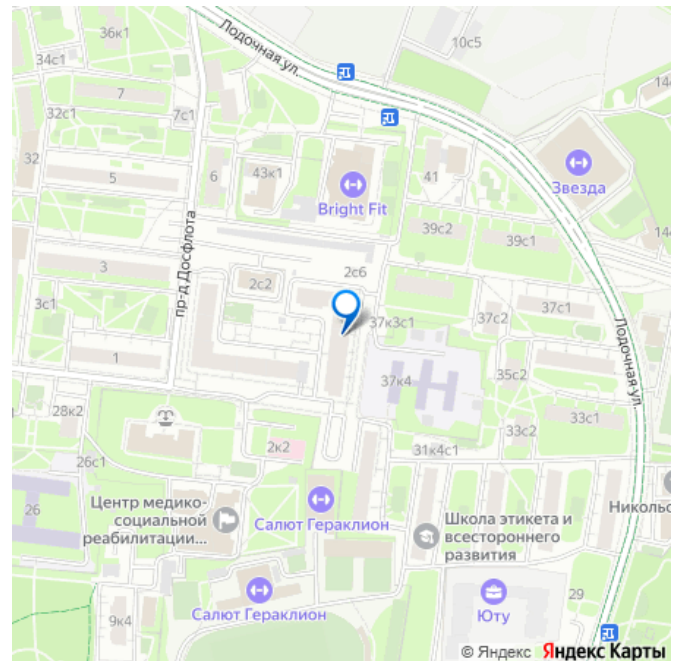 36к1
10с5
Лодочная ул.
34с1
7
14
32с1
7с1
32
5
6
43к1
41
Bright Fit
Звезда
14с
39с2
39с1
пр-д Досфлота
3
2с2
2с6
3с1
37с1
37к3с1
37с2
Лодочная ул.
1
37к4
35с2
28к2
33с1
33с2
2к2
31к4с1
26с1
26
Центр медико-
социальной
реабилитации...
Салют Гераклион
Школа этикета и
всестороннего
развития
Никольс
Салют Гераклион
Юту
29
9к4
© Яндекс Яндекс Карты